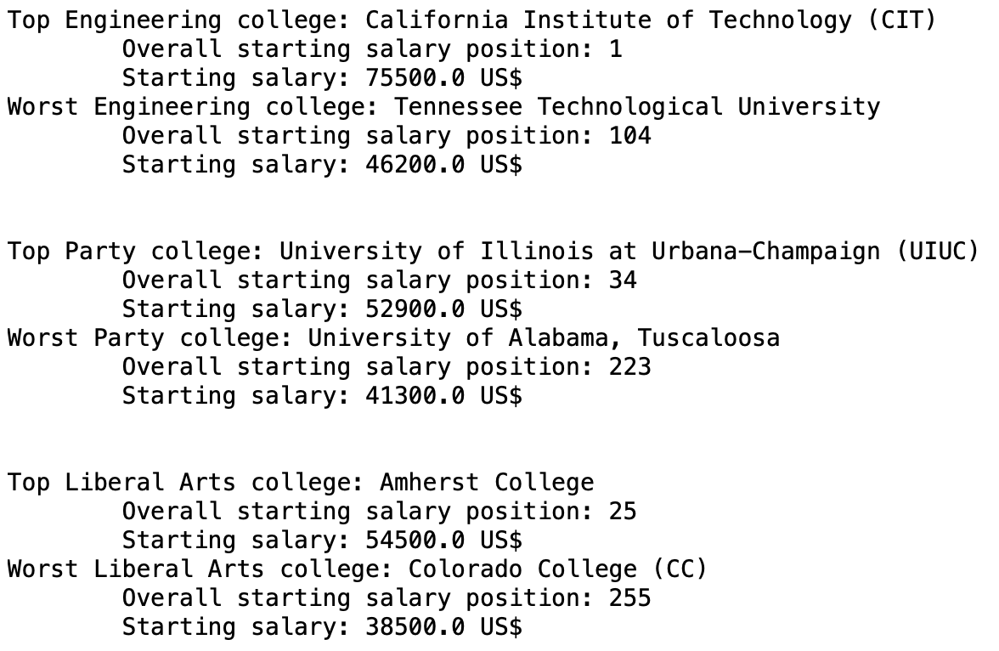 Top Engineering college: California Institute of Technology (CIT)
        Overall starting salary position: 1
        Starting salary: 75500.0 US$
Worst Engineering college: Tennessee Technological University
        Overall starting salary position: 104
        Starting salary: 46200.0 US$
Top Party college: University of Illinois at Urbana-Champaign (UIUC)
        Overall starting salary position: 34
        Starting salary: 52900.0 US$
Worst Party college: University of Alabama, Tuscaloosa
        Overall starting salary position: 223
        Starting salary: 41300.0 US$
Top Liberal Arts college: Amherst College
        Overall starting salary position: 25
        Starting salary: 54500.0 US$
Worst Liberal Arts college: Colorado College (CC)
        Overall starting salary position: 255
        Starting salary: 38500.0 US$